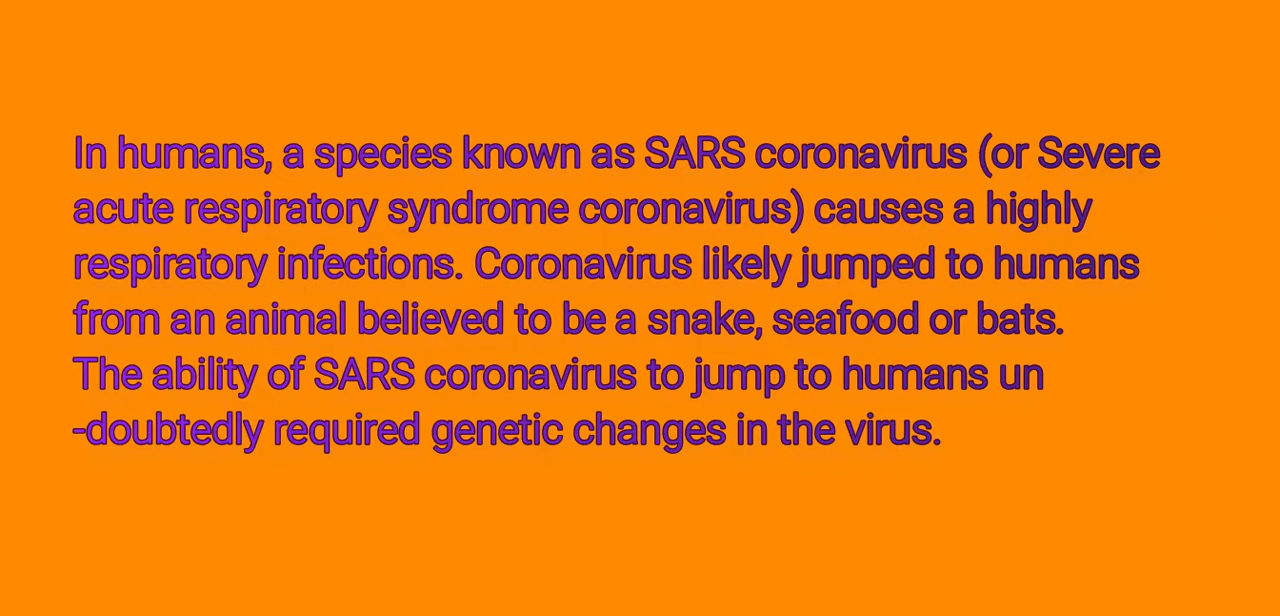 In humans, a species known as SARS coronavirus (or Severe
acute respiratory syndrome coronavirus) causes a highly
respiratory infections. Coronavirus likely jumped to humans
from an animal believed to be a snake, seafood or bats.
The ability of SARS coronavirus to jump to humans un
-doubtedly required genetic changes in the virus.